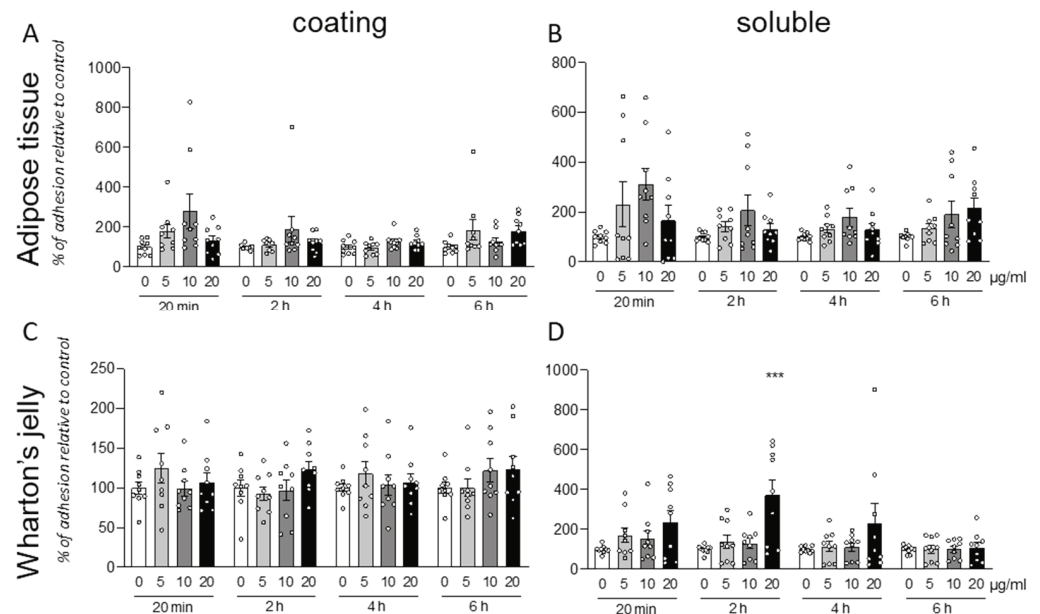 coating
soluble
A
B
Adipose tissue
% of adhesion relative to control
1000
800
600
400
200
0
800
600
400
200
0
0 5 10 20 0 5 10 20 0 5 10 20 0 5 10 20
20 min 2 h 4 h 6 h
0 5 10 20 0 5 10 20 0 5 10 20 0 5 10 20 µg/ml
20 min 2 h 4 h 6 h
C
D
Wharton's jelly
% of adhesion relative to control
250
200
150
100
50
0
1000
800
600
400
200
0
***
0 5 10 20 0 5 10 20 0 5 10 20 0 5 10 20
20 min 2 h 4 h 6 h
0 5 10 20 0 5 10 20 0 5 10 20 0 5 10 20 µg/ml
20 min 2 h 4 h 6 h